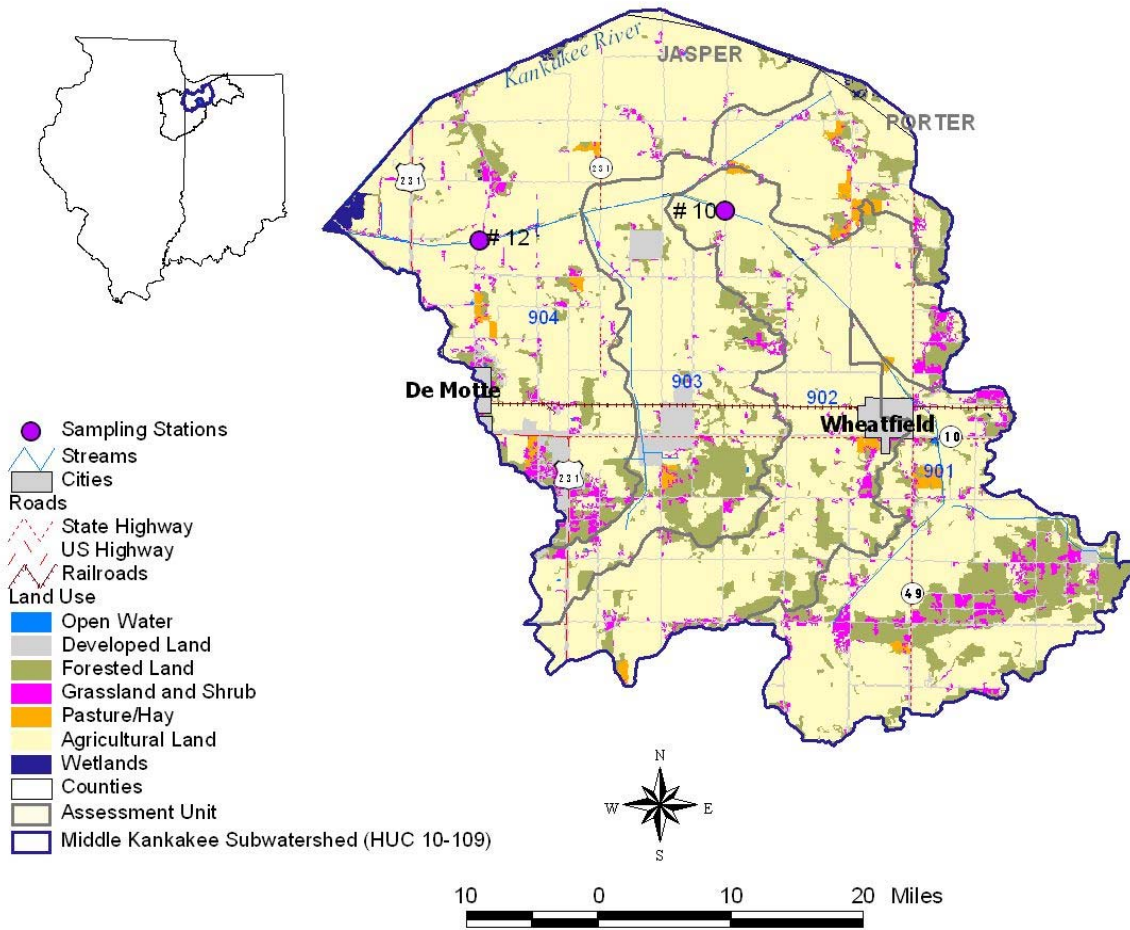 Kankakee River
JASPER
PORTER
231
231
# 10
# 12
904
903
902
De Motte
Wheatfield
10
231
901
49
Sampling Stations
Streams
Cities
Roads
State Highway
US Highway
Railroads
Land Use
Open Water
Developed Land
Forested Land
Grassland and Shrub
Pasture/Hay
Agricultural Land
Wetlands
Counties
Assessment Unit
Middle Kankakee Subwatershed (HUC 10-109)
N
W
E
S
10 0 10 20 Miles